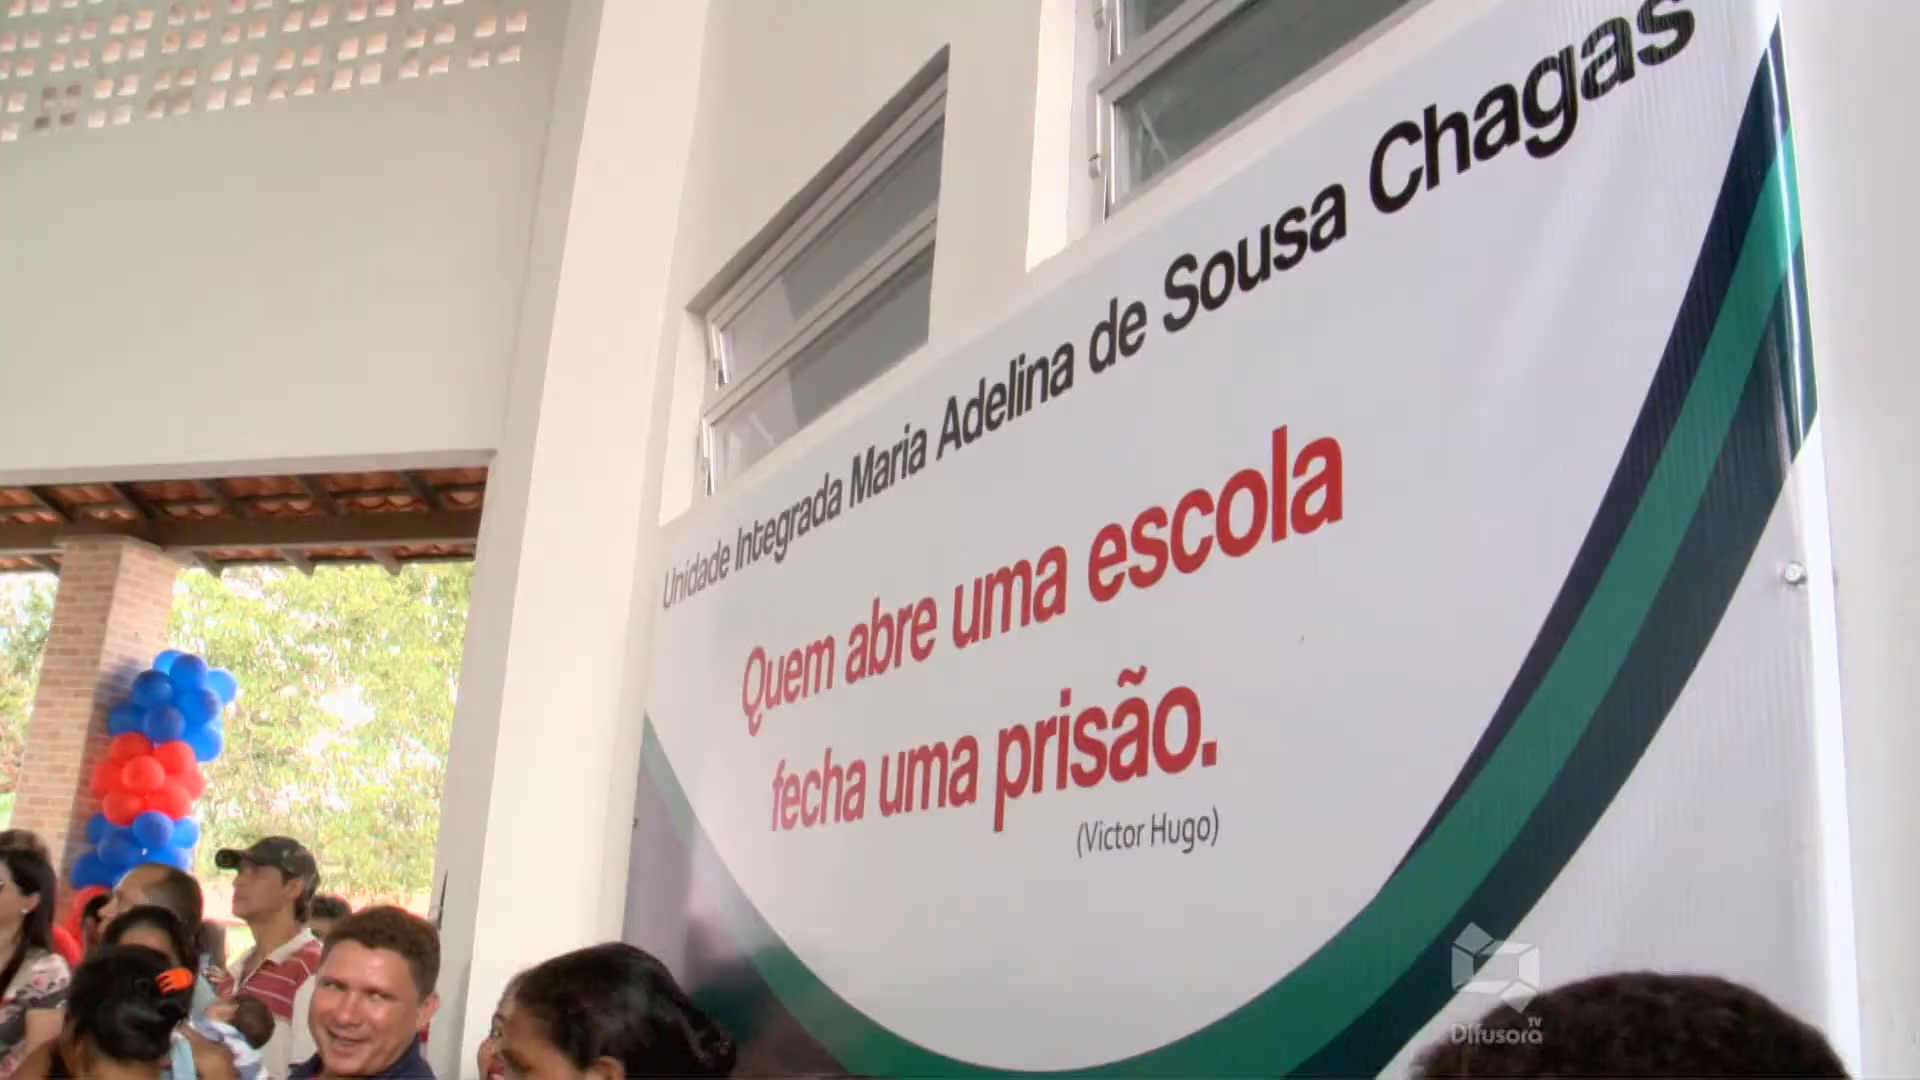 Unidade Integrada Maria Adelina de Sousa Chagas
Quem abre uma escola
fecha uma prisão.
(Victor Hugo)
TV
Difusora